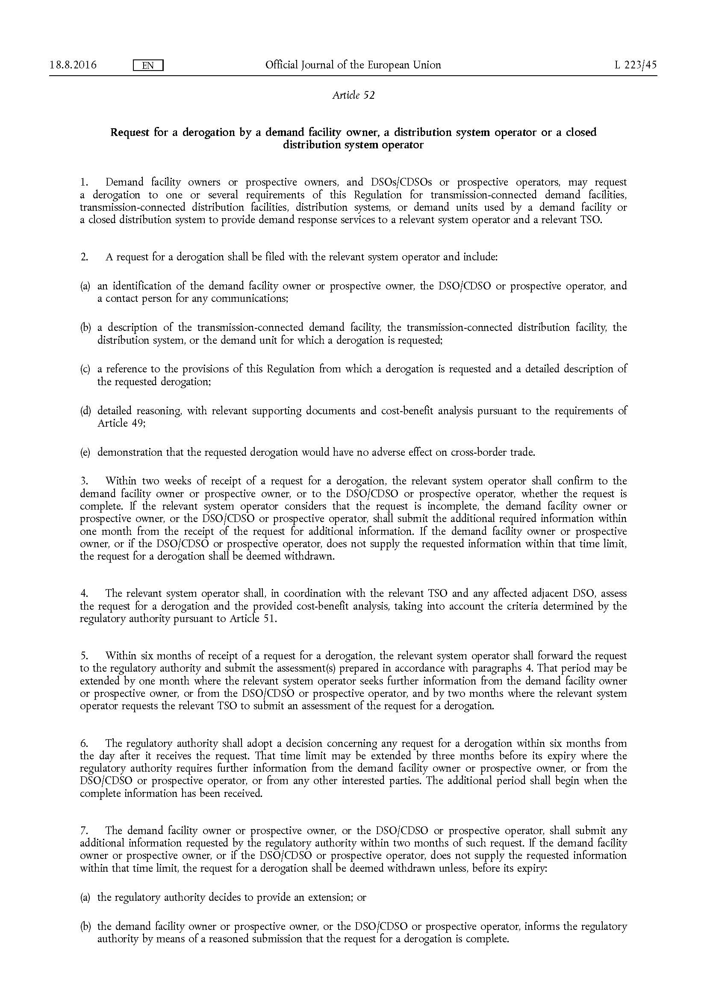 18.8.2016 EN Official Journal of the European Union L 223/45
Article 52
Request for a derogation by a demand facility owner, a distribution system operator or a closed
distribution system operator
1. Demand facility owners or prospective owners, and DSOs/CDSOs or prospective operators, may request
a derogation to one or several requirements of this Regulation for transmission-connected demand facilities,
transmission-connected distribution facilities, distribution systems, or demand units used by a demand facility or
a closed distribution system to provide demand response services to a relevant system operator and a relevant TSO.
2. A request for a derogation shall be filed with the relevant system operator and include:
(a) an identification of the demand facility owner or prospective owner, the DSO/CDSO or prospective operator, and
a contact person for any communications;
(b) a description of the transmission-connected demand facility, the transmission-connected distribution facility, the
distribution system, or the demand unit for which a derogation is requested;
(c) a reference to the provisions of this Regulation from which a derogation is requested and a detailed description of
the requested derogation;
(d) detailed reasoning, with relevant supporting documents and cost-benefit analysis pursuant to the requirements of
Article 49;
(e) demonstration that the requested derogation would have no adverse effect on cross-border trade.
3. Within two weeks of receipt of a request for a derogation, the relevant system operator shall confirm to the
demand facility owner or prospective owner, or to the DSO/CDSO or prospective operator, whether the request is
complete. If the relevant system operator considers that the request is incomplete, the demand facility owner or
prospective owner, or the DSO/CDSO or prospective operator, shall submit the additional required information within
one month from the receipt of the request for additional information. If the demand facility owner or prospective
owner, or if the DSO/CDSO or prospective operator, does not supply the requested information within that time limit,
the request for a derogation shall be deemed withdrawn.
4. The relevant system operator shall, in coordination with the relevant TSO and any affected adjacent DSO, assess
the request for a derogation and the provided cost-benefit analysis, taking into account the criteria determined by the
regulatory authority pursuant to Article 51.
5. Within six months of receipt of a request for a derogation, the relevant system operator shall forward the request
to the regulatory authority and submit the assessment(s) prepared in accordance with paragraphs 4. That period may be
extended by one month where the relevant system operator seeks further information from the demand facility owner
or prospective owner, or from the DSO/CDSO or prospective operator, and by two months where the relevant system
operator requests the relevant TSO to submit an assessment of the request for a derogation.
6. The regulatory authority shall adopt a decision concerning any request for a derogation within six months from
the day after it receives the request. That time limit may be extended by three months before its expiry where the
regulatory authority requires further information from the demand facility owner or prospective owner, or from the
DSO/CDSO or prospective operator, or from any other interested parties. The additional period shall begin when the
complete information has been received.
7. The demand facility owner or prospective owner, or the DSO/CDSO or prospective operator, shall submit any
additional information requested by the regulatory authority within two months of such request. If the demand facility
owner or prospective owner, or if the DSO/CDSO or prospective operator, does not supply the requested information
within that time limit, the request for a derogation shall be deemed withdrawn unless, before its expiry:
(a) the regulatory authority decides to provide an extension; or
(b) the demand facility owner or prospective owner, or the DSO/CDSO or prospective operator, informs the regulatory
authority by means of a reasoned submission that the request for a derogation is complete.